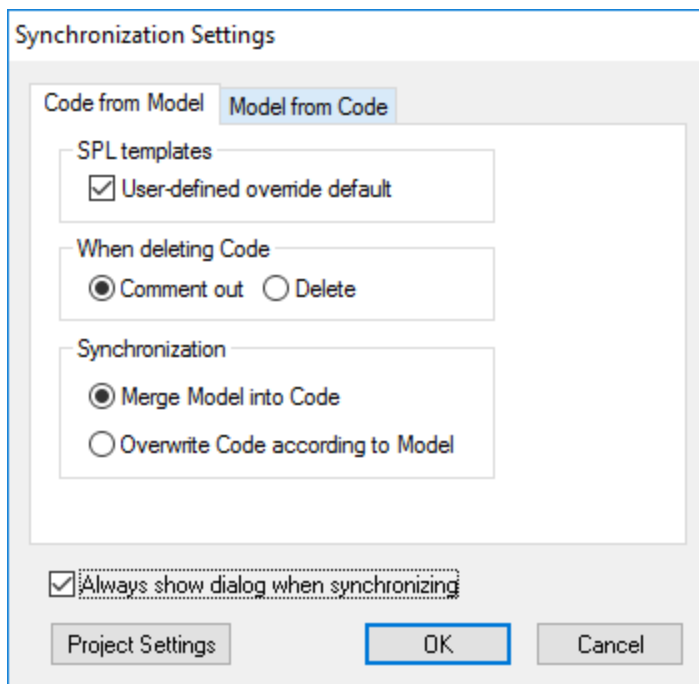 Synchronization Settings
Code from Model Model from Code
SPL templates
User-defined override default
When deleting Code
Comment out Delete
Synchronization
Merge Model into Code
Overwrite Code according to Model
Always show dialog when synchronizing
Project Settings OK Cancel